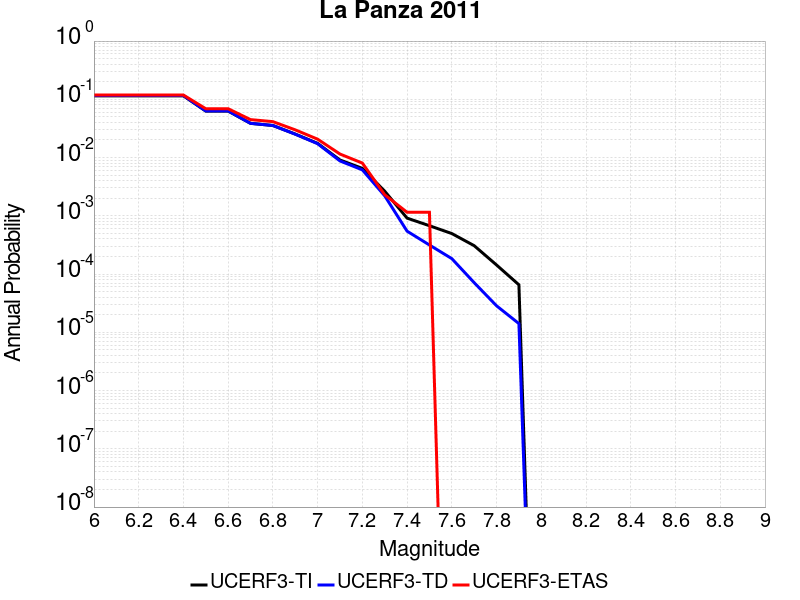 La Panza 2011
10^0
10^-1
10^-2
10^-3
10^-4
10^-5
10^-6
10^-7
10^-8
Annual Probability
6 6.2 6.4 6.6 6.8 7 7.2 7.4 7.6 7.8 8 8.2 8.4 8.6 8.8 9
Magnitude
UCERF3-TI UCERF3-TD UCERF3-ETAS